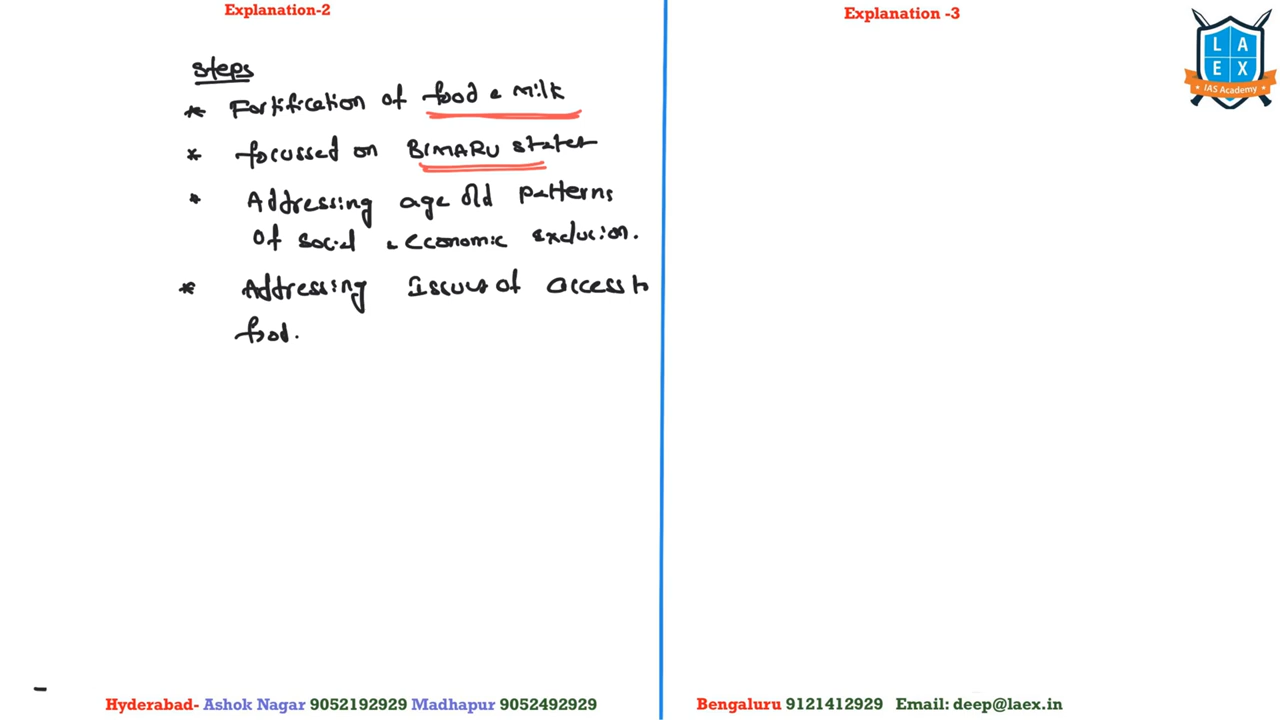 Explanation-2
steps
* Fortification of food & milk
* focussed on BIMARU states
* Addressing age old patterns
of social & economic exclusion.
* Addressing issues of access to
food.
Explanation -3
L A
E X
IAS Academy
Hyderabad- Ashok Nagar 9052192929 Madhapur 9052492929
Bengaluru 9121412929 Email: deep@laex.in